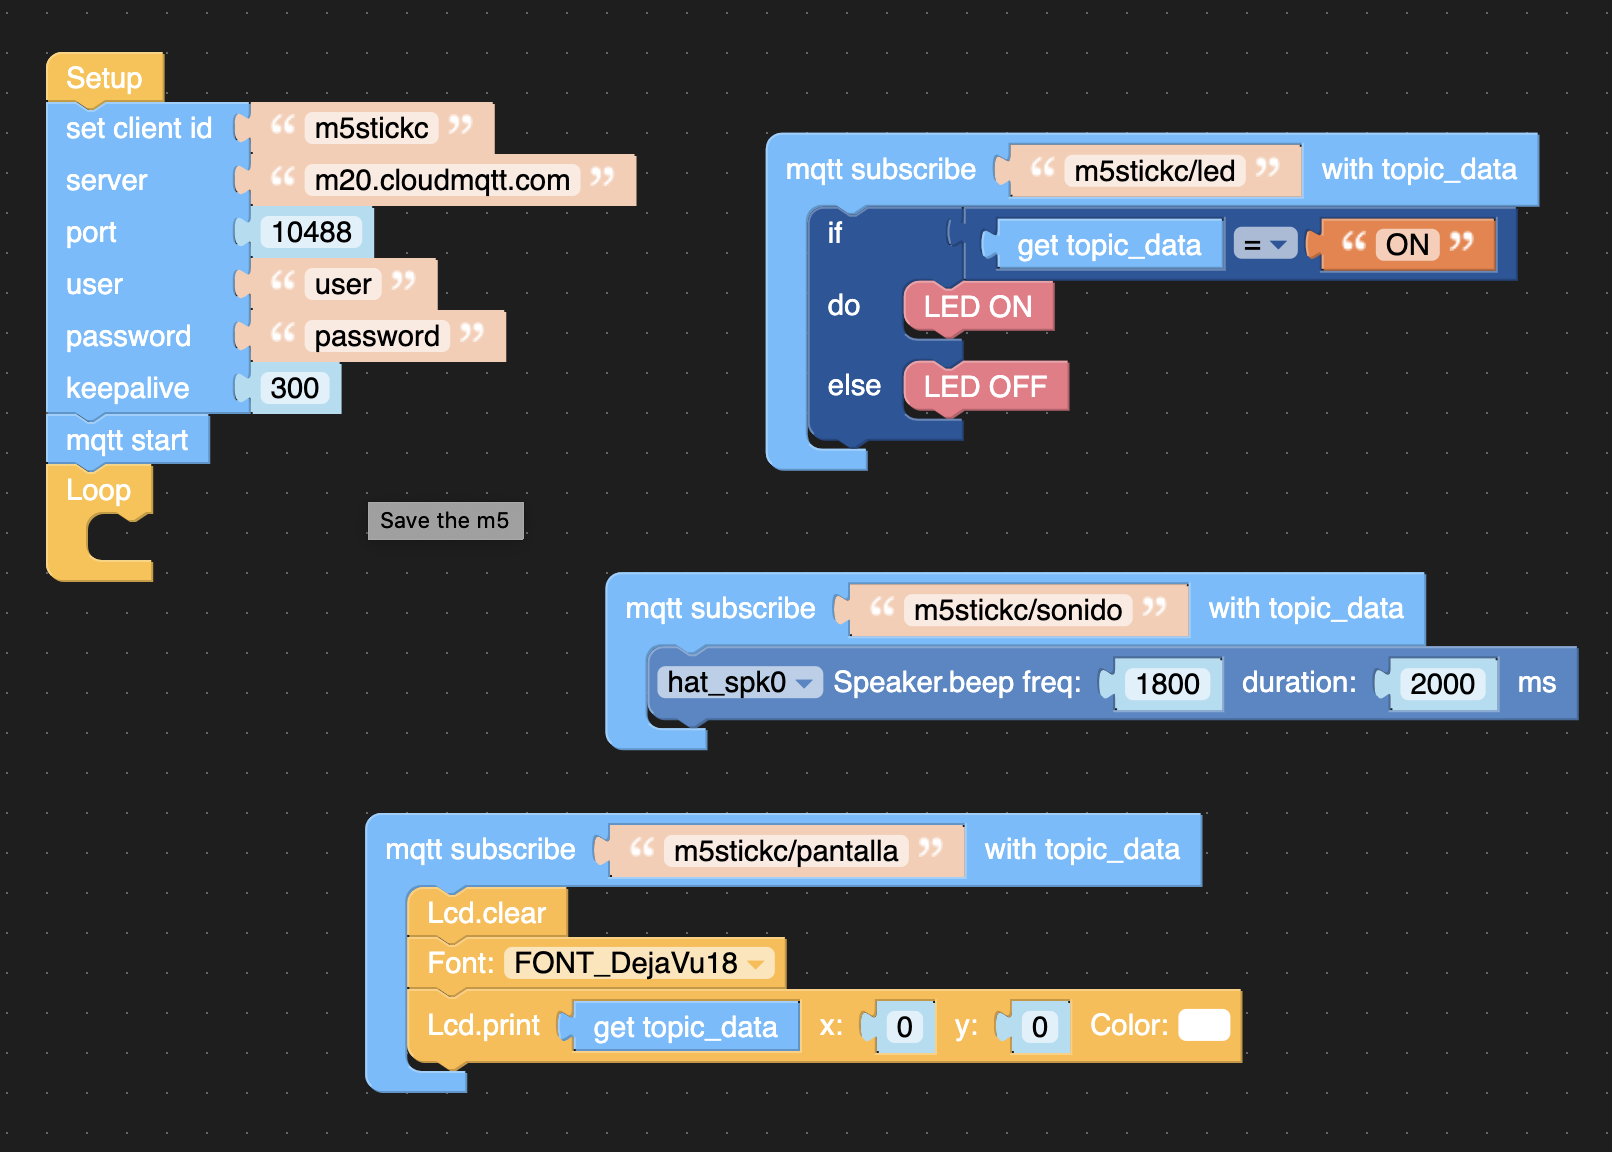 Setup
set client id “ m5stickc ”
server “ m20.cloudmqtt.com ”
port 10488
user “ user ”
password “ password ”
keepalive 300
mqtt start
Loop
Save the m5
mqtt subscribe “ m5stickc/led ” with topic_data
if get topic_data = “ ON ”
do LED ON
else LED OFF
mqtt subscribe “ m5stickc/sonido ” with topic_data
hat_spk0 Speaker.beep freq: 1800 duration: 2000 ms
mqtt subscribe “ m5stickc/pantalla ” with topic_data
Lcd.clear
Font: FONT_DejaVu18
Lcd.print get topic_data x: 0 y: 0 Color: